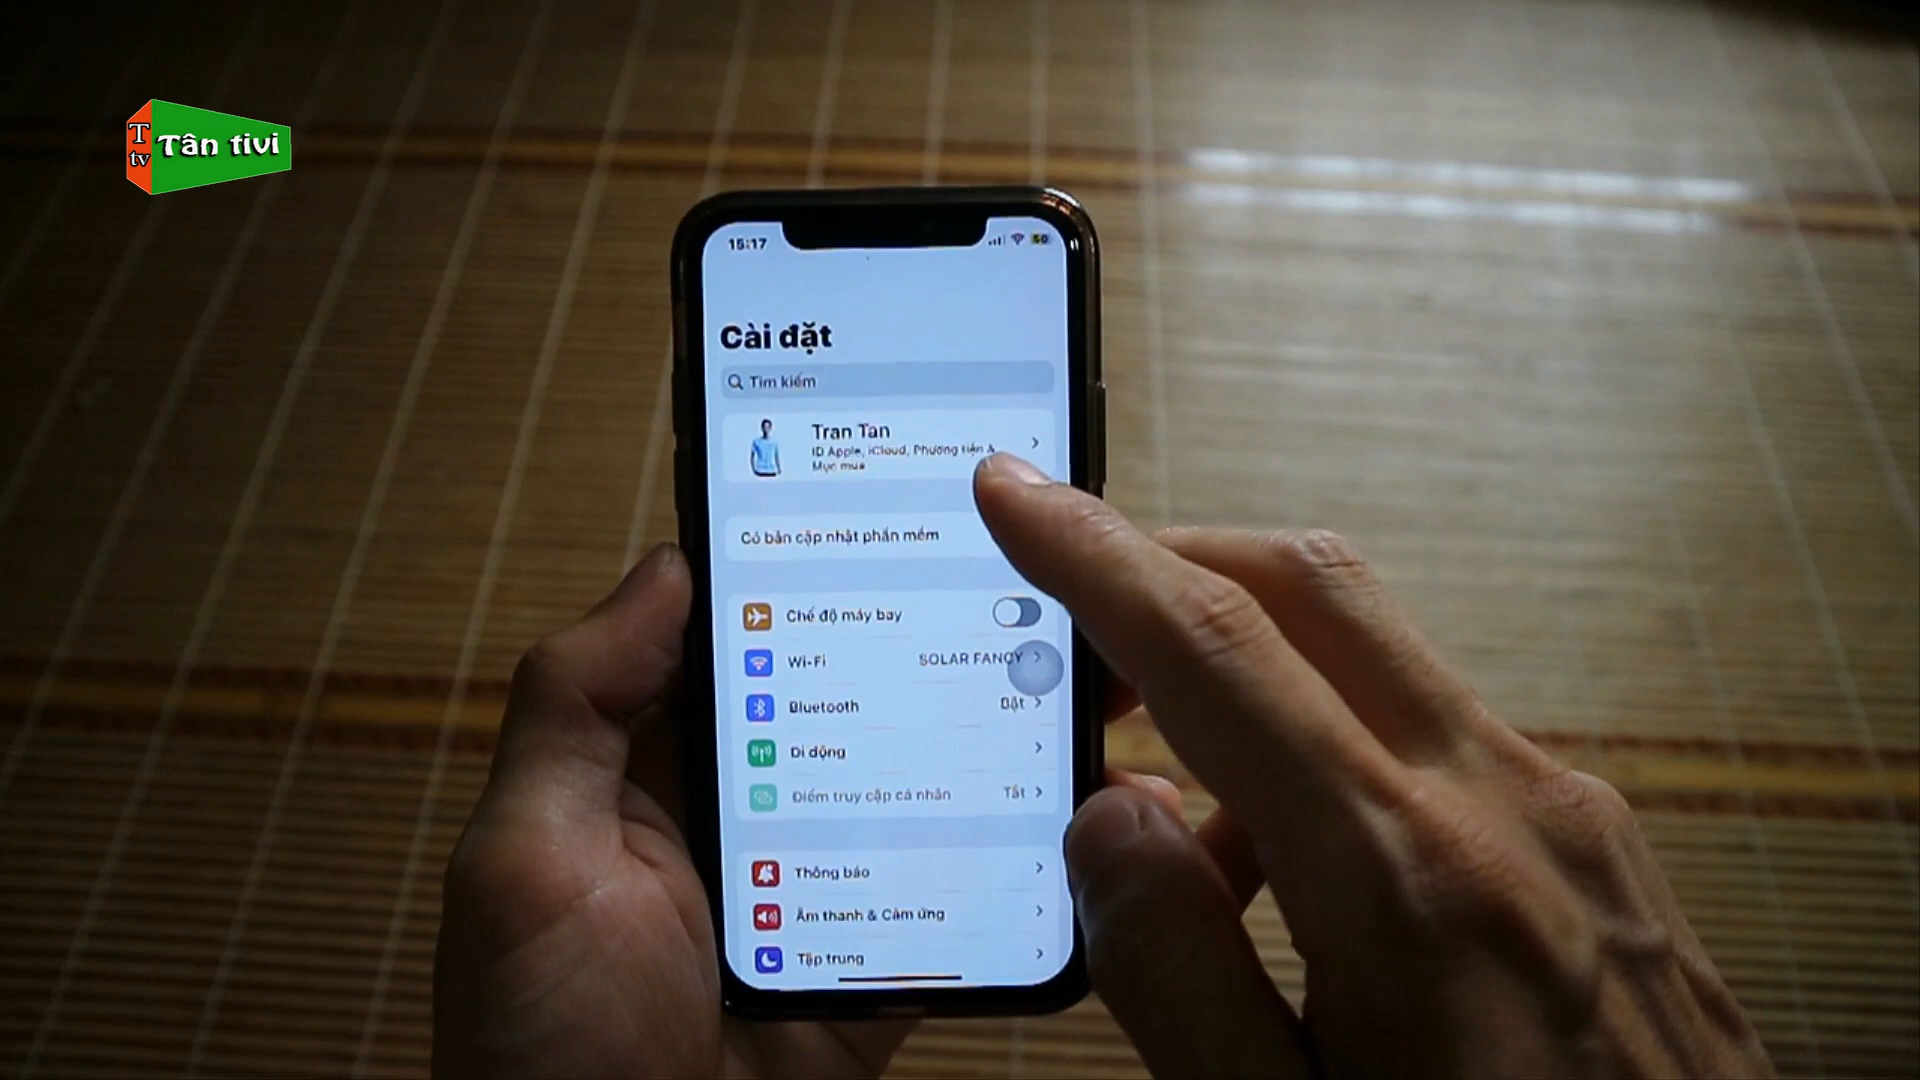 T
tv
Tân tivi
15:17
50
Cài đặt
Tìm kiếm
Tran Tan
ID Apple, iCloud, Phương tiện &
Mục mua
Có bản cập nhật phần mềm
Chế độ máy bay
Wi-Fi SOLAR FANCY
Bluetooth Bật
Di động
Điểm truy cập cá nhân Tắt
Thông báo
Âm thanh & Cảm ứng
Tập trung